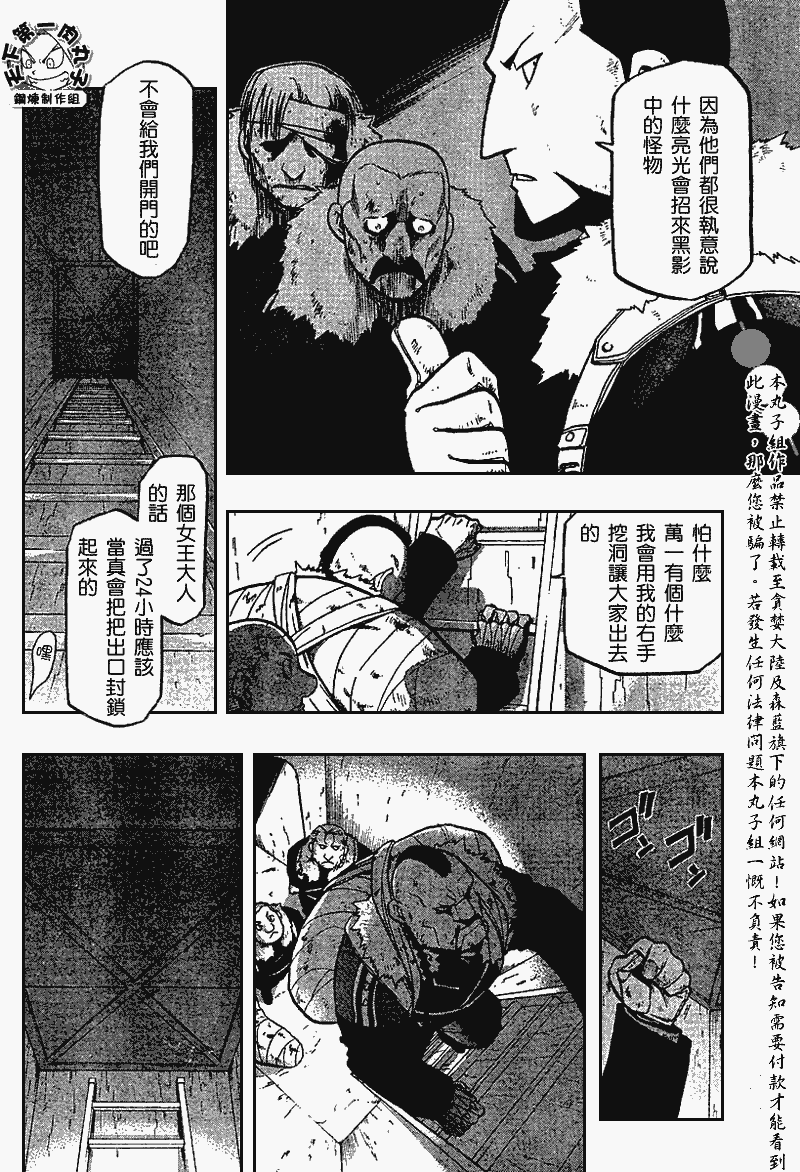 因為他們都很執意說
什麼亮光會招來黑影
中的怪物
不會給我們開門的吧
怕什麼
萬一有個什麼
我會用我的右手
挖洞讓大家出去
的
那個女王大人
的話
過了24小時應該
當真會把把出口封鎖
起來的
嘿
ゴン
ゴン
天下第一肉丸子
鋼煉制作組
本丸子組作品禁止轉載至貪婪大陸及森藍旗下的任何網站！如果您被告知需要付款才能看到
此漫畫，那麼您被騙了。若發生任何法律問題本丸子組一慨不負責！